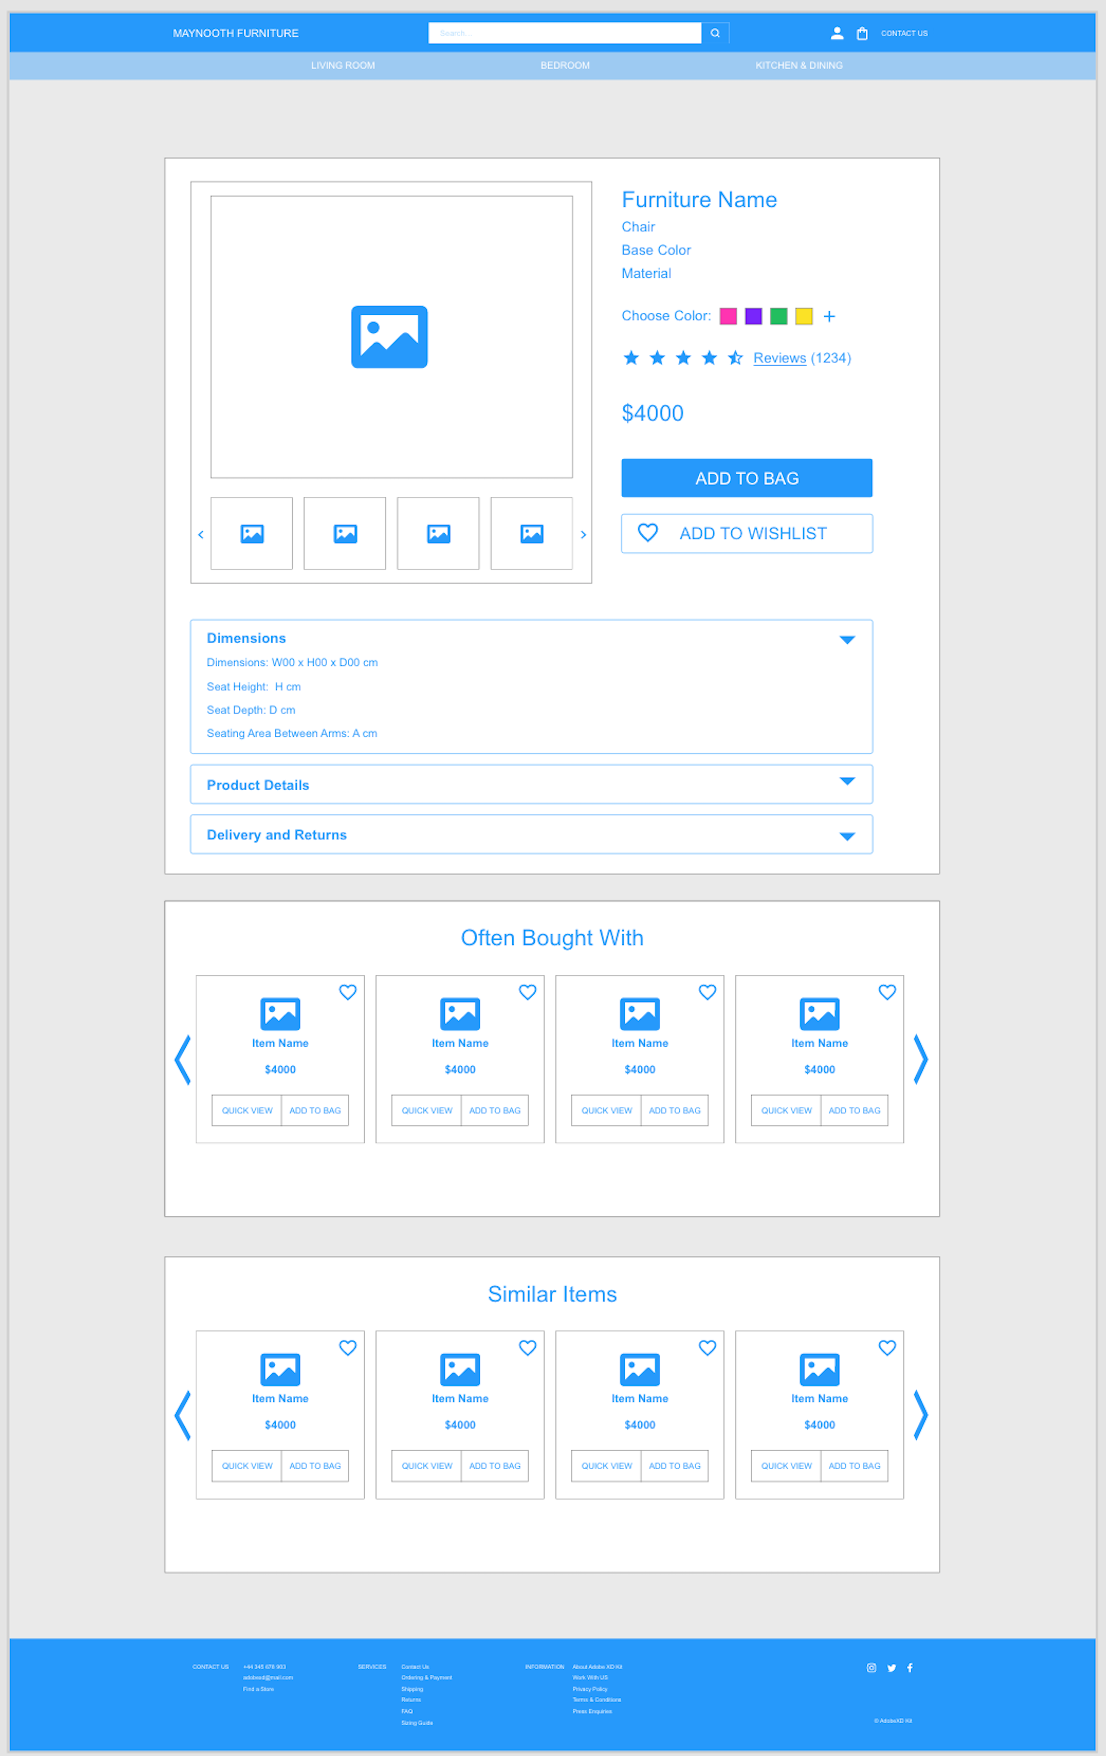 MAYNOOTH FURNITURE
Search...
CONTACT US
LIVING ROOM
BEDROOM
KITCHEN & DINING
Furniture Name
Chair
Base Color
Material
Choose Color:
Reviews (1234)
$4000
ADD TO BAG
ADD TO WISHLIST
Dimensions
Dimensions: W00 x H00 x D00 cm
Seat Height: H cm
Seat Depth: D cm
Seating Area Between Arms: A cm
Product Details
Delivery and Returns
Often Bought With
Item Name Item Name Item Name Item Name
$4000 $4000 $4000 $4000
QUICK VIEW ADD TO BAG QUICK VIEW ADD TO BAG QUICK VIEW ADD TO BAG QUICK VIEW ADD TO BAG
Similar Items
Item Name Item Name Item Name Item Name
$4000 $4000 $4000 $4000
QUICK VIEW ADD TO BAG QUICK VIEW ADD TO BAG QUICK VIEW ADD TO BAG QUICK VIEW ADD TO BAG
CONTACT US
+44 345 678 903
adobexd@mail.com
Find a Store
SERVICES
Contact Us
Ordering & Payment
Shipping
Returns
FAQ
Sizing Guide
INFORMATION
About Adobe XD Kit
Work With US
Privacy Policy
Terms & Conditions
Press Enquiries
© AdobeXD Kit